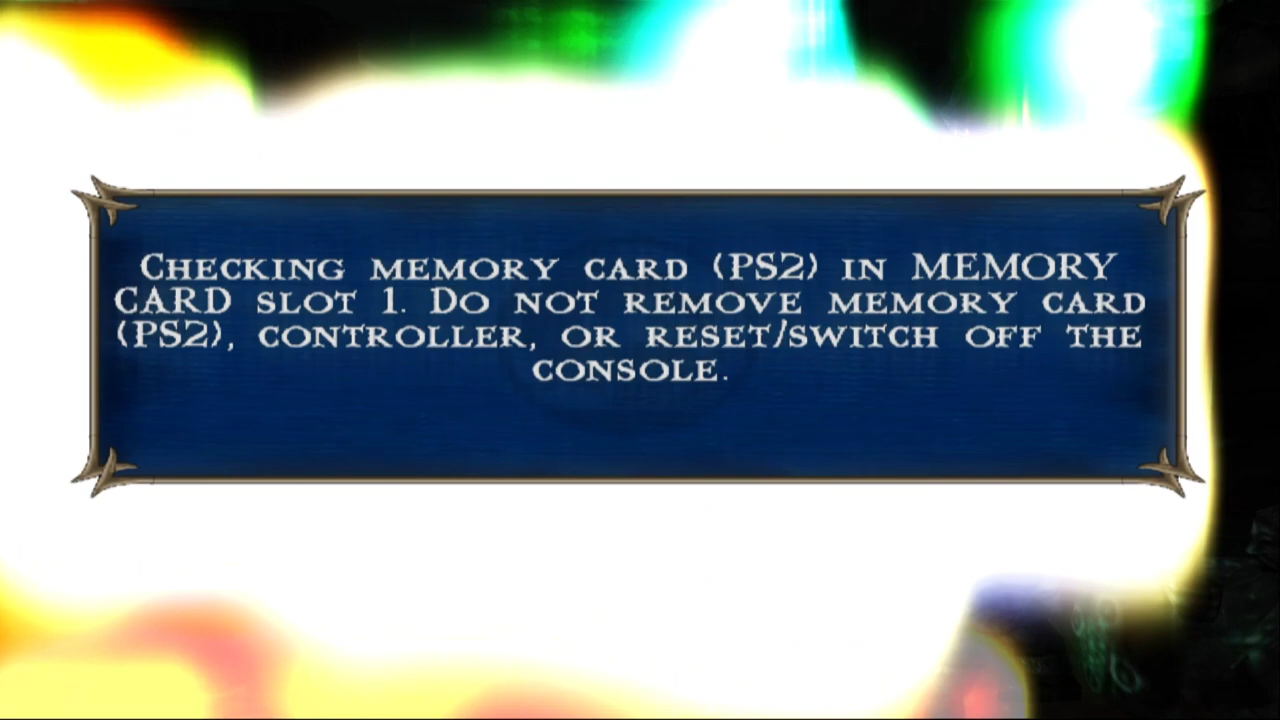 Checking memory card (PS2) in MEMORY
CARD slot 1. Do not remove memory card
(PS2), controller, or reset/switch off the
console.